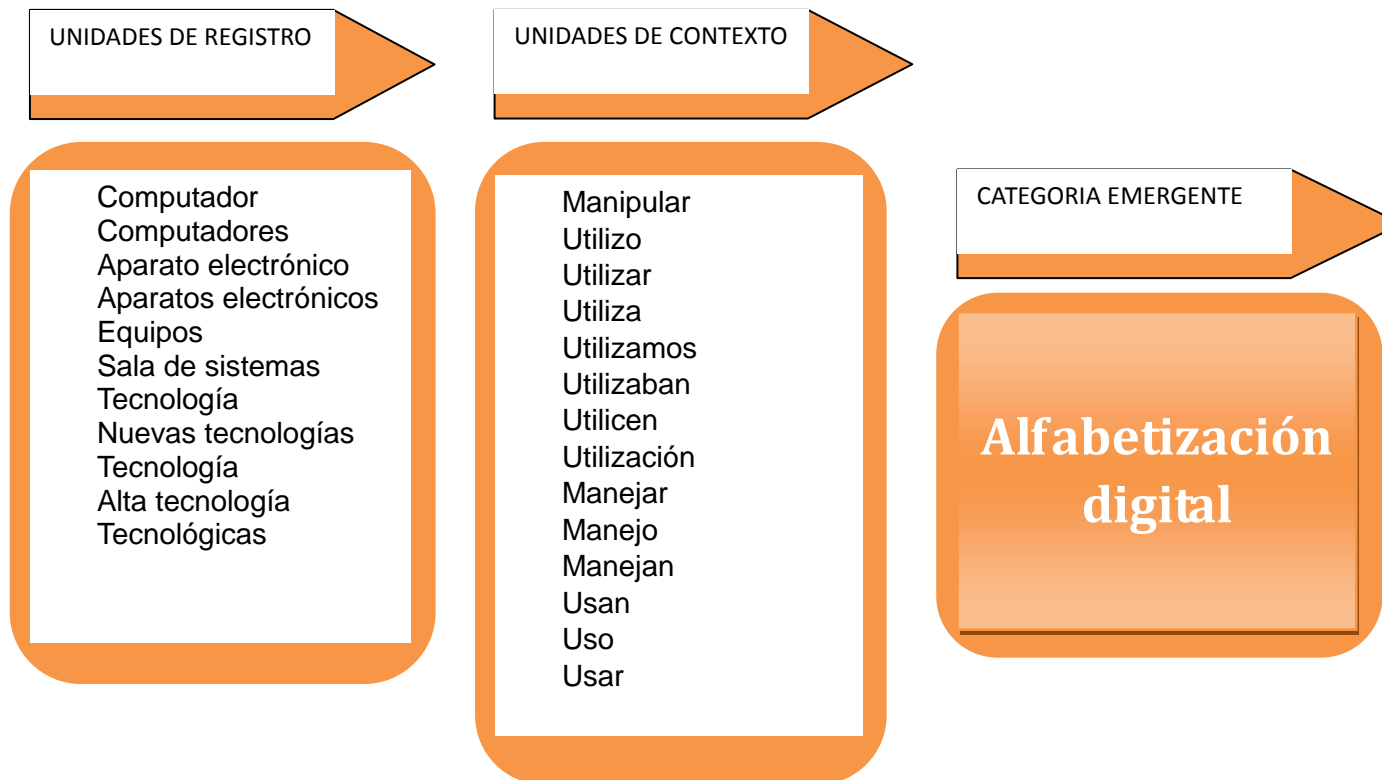 UNIDADES DE REGISTRO
Computador
Computadores
Aparato electrónico
Aparatos electrónicos
Equipos
Sala de sistemas
Tecnología
Nuevas tecnologías
Tecnología
Alta tecnología
Tecnológicas
UNIDADES DE CONTEXTO
Manipular
Utilizo
Utilizar
Utiliza
Utilizamos
Utilizaban
Utilicen
Utilización
Manejar
Manejo
Manejan
Usan
Uso
Usar
CATEGORIA EMERGENTE
Alfabetización
digital